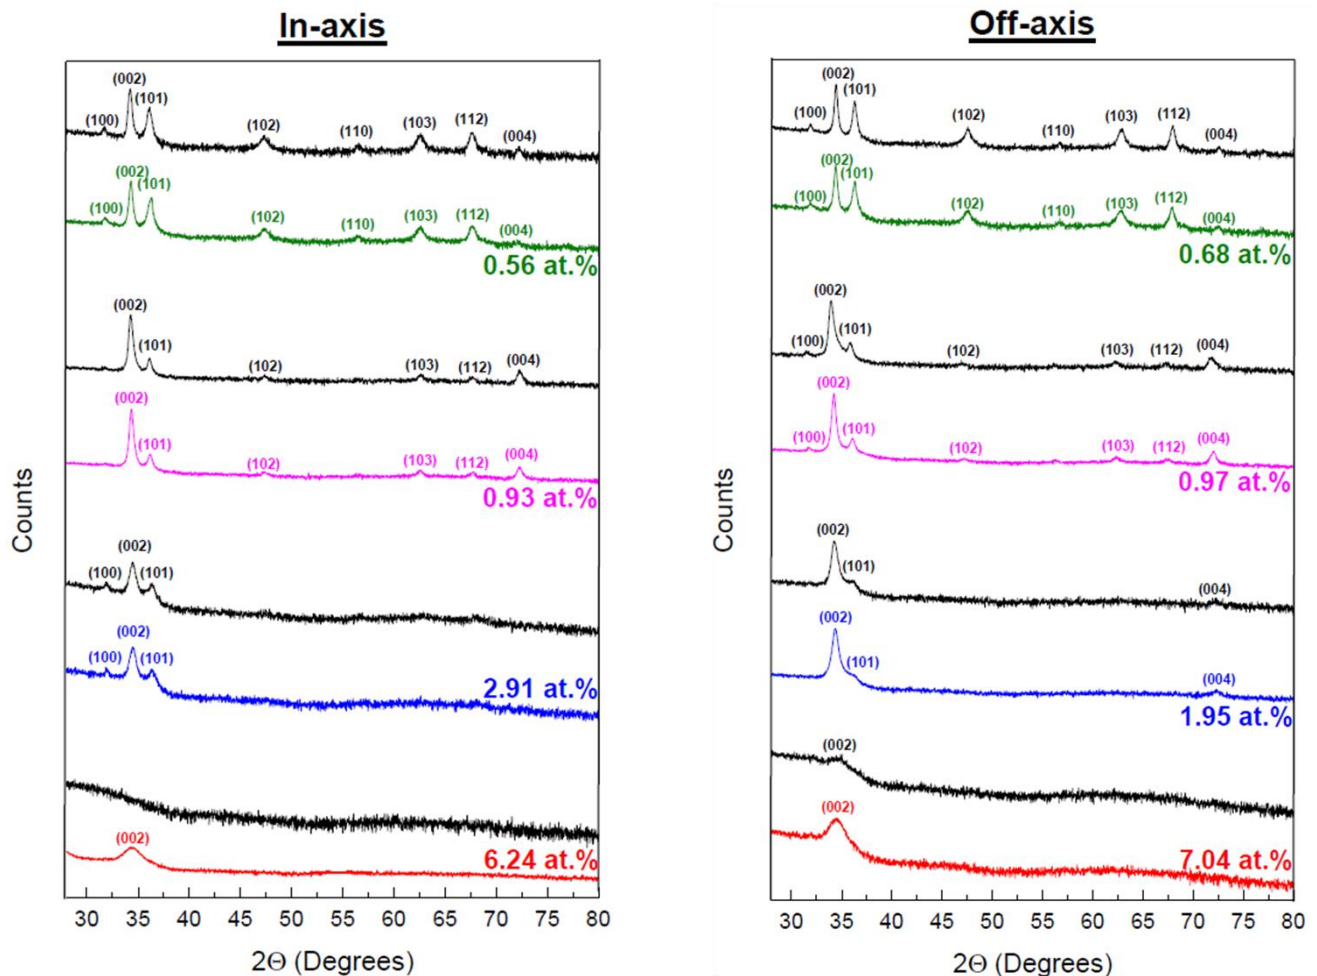 In-axis
(100) (002) (101) (102) (110) (103) (112) (004)
(100) (002) (101) (102) (110) (103) (112) (004)
0.56 at.%
(002) (101) (102) (103) (112) (004)
(002) (101) (102) (103) (112) (004)
0.93 at.%
(100) (002) (101)
(100) (002) (101)
2.91 at.%
(002)
6.24 at.%
Counts
30 35 40 45 50 55 60 65 70 75 80
2Θ (Degrees)
Off-axis
(100) (002) (101) (102) (110) (103) (112) (004)
(100) (002) (101) (102) (110) (103) (112) (004)
0.68 at.%
(100) (002) (101) (102) (103) (112) (004)
(100) (002) (101) (102) (103) (112) (004)
0.97 at.%
(002) (101) (004)
(002) (101) (004)
1.95 at.%
(002)
(002)
7.04 at.%
Counts
30 35 40 45 50 55 60 65 70 75 80
2Θ (Degrees)